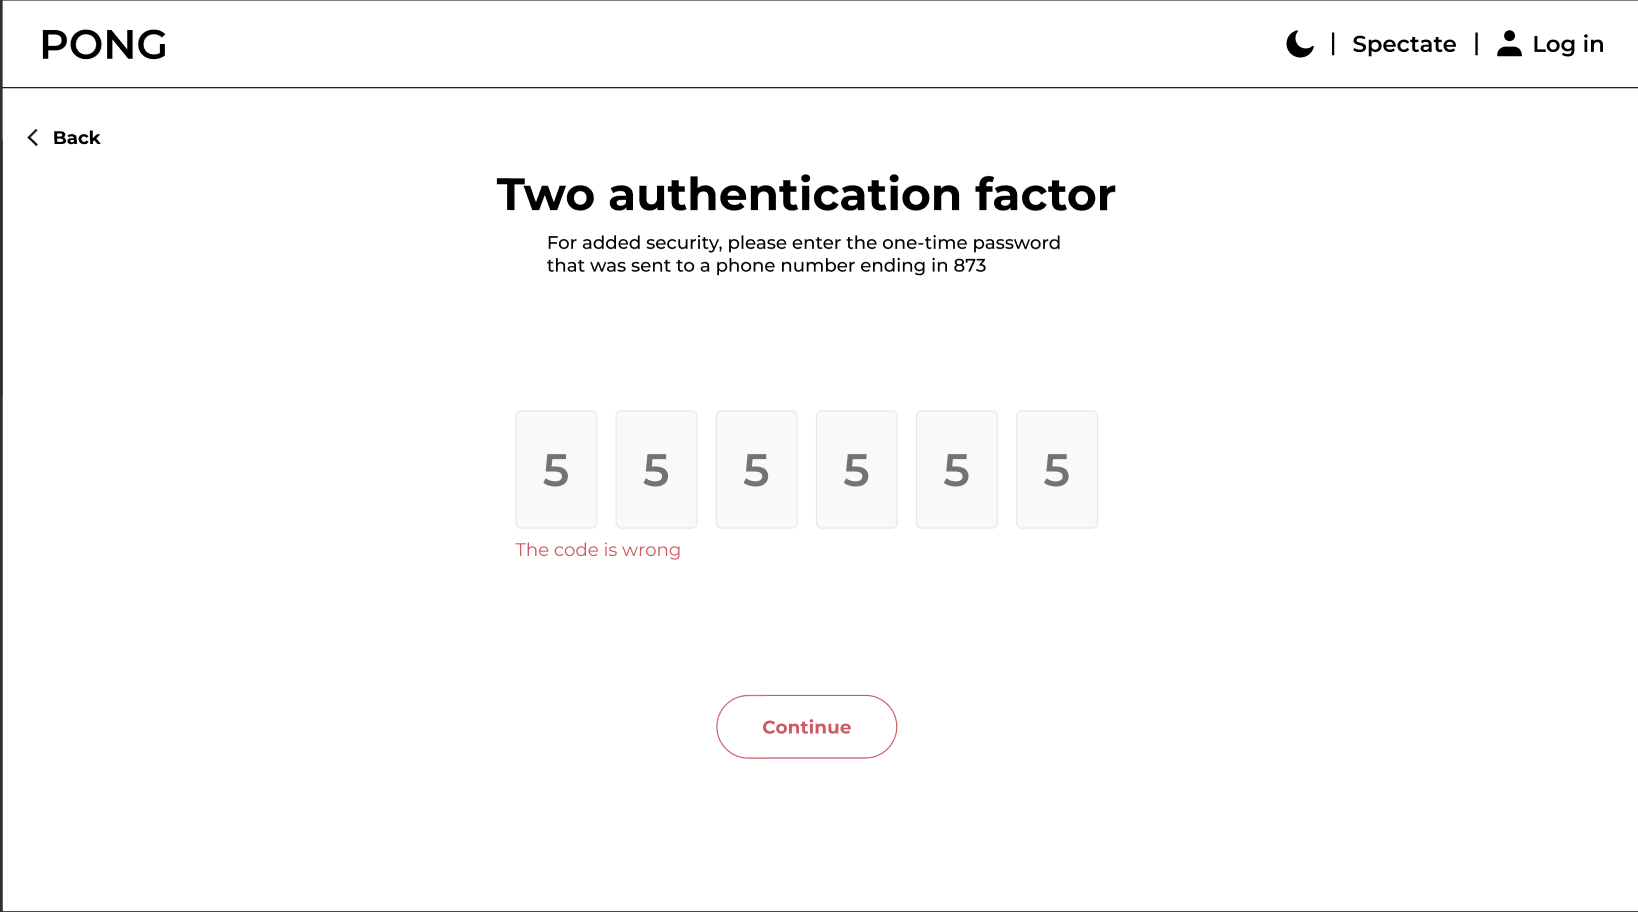 PONG
| Spectate | Log in
Back
Two authentication factor
For added security, please enter the one-time password
that was sent to a phone number ending in 873
5 5 5 5 5 5
The code is wrong
Continue